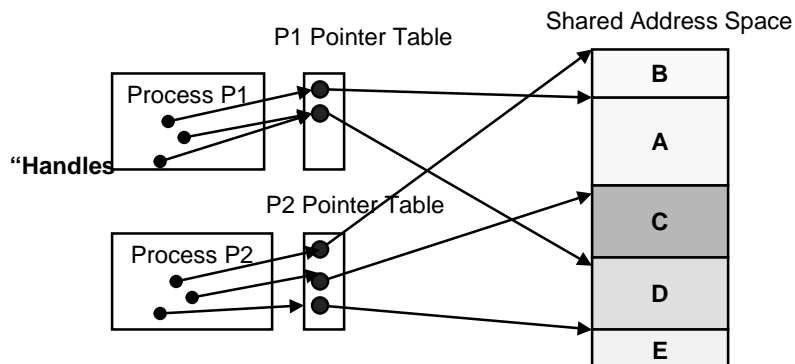 Shared Address Space
P1 Pointer Table
B
Process P1
A
“Handles
P2 Pointer Table
C
Process P2
D
E